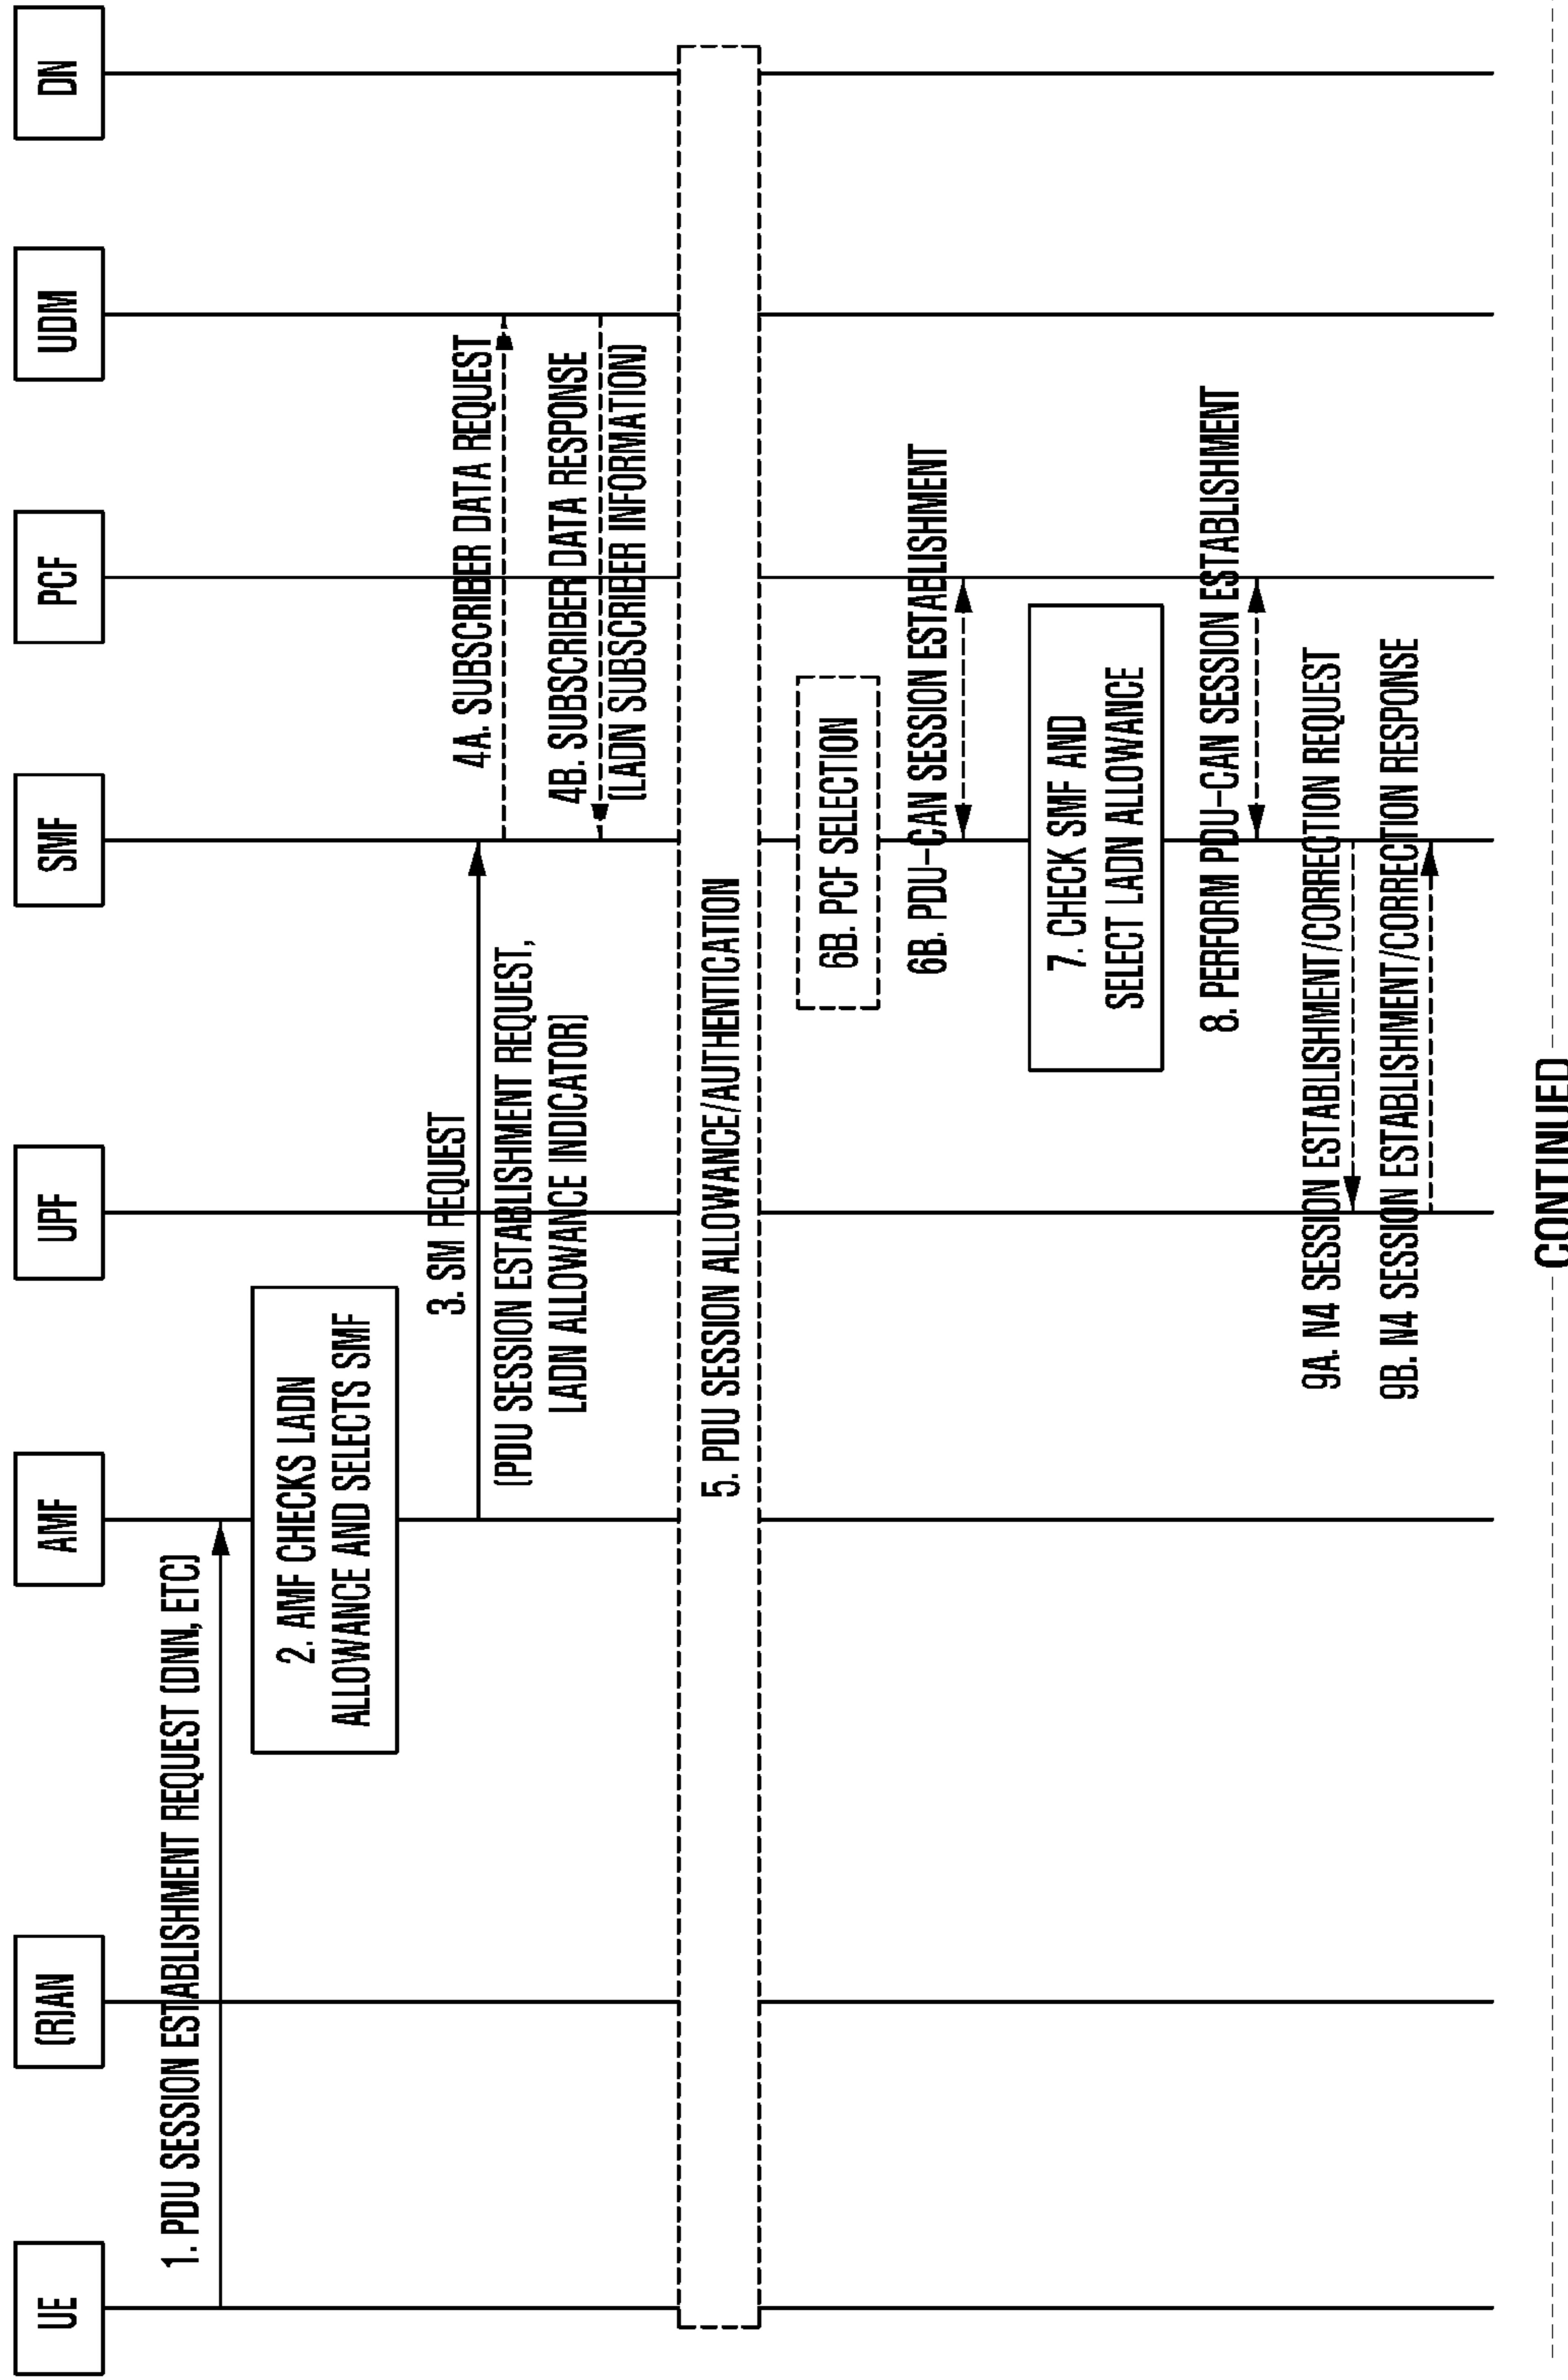 UE
(R)AN
AMF
UPF
SMF
PCF
UDM
DN
1. PDU SESSION ESTABLISHMENT REQUEST (DNN, ETC)
2. AMF CHECKS LADN
ALLOWANCE AND SELECTS SMF
3. SM REQUEST
(PDU SESSION ESTABLISHMENT REQUEST,
LADN ALLOWANCE INDICATOR)
4A. SUBSCRIBER DATA REQUEST
4B. SUBSCRIBER DATA RESPONSE
(LADN SUBSCRIBER INFORMATION)
5. PDU SESSION ALLOWANCE/AUTHENTICATION
6B. PCF SELECTION
6B. PDU-CAN SESSION ESTABLISHMENT
7. CHECK SMF AND
SELECT LADN ALLOWANCE
8. PERFORM PDU-CAN SESSION ESTABLISHMENT
9A. N4 SESSION ESTABLISHMENT/CORRECTION REQUEST
9B. N4 SESSION ESTABLISHMENT/CORRECTION RESPONSE
CONTINUED